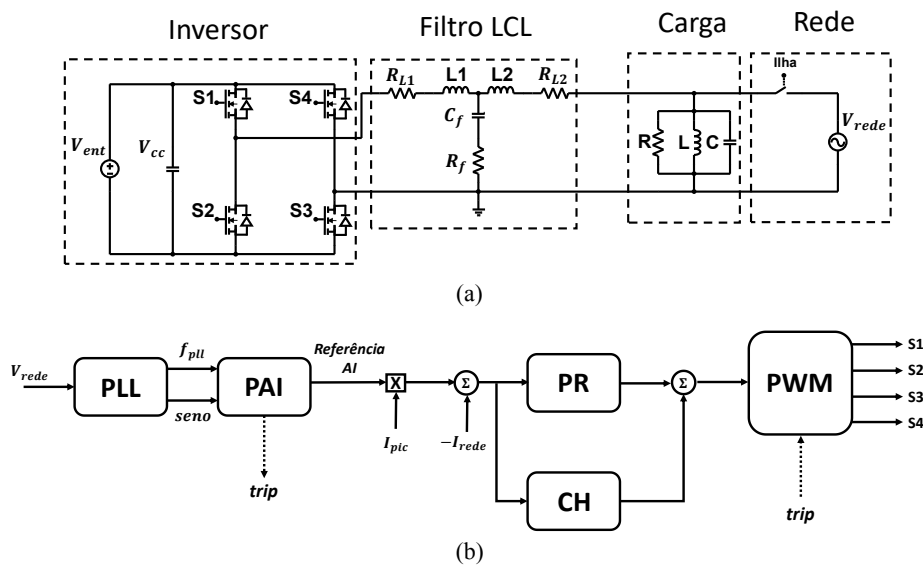 Inversor
Filtro LCL
Carga
Rede
S1
S4
V_ent
V_cc
S2
S3
R_L1
L1
L2
R_L2
C_f
R_f
R
L
C
Ilha
V_rede
(a)
V_rede
PLL
f_pll
seno
PAI
trip
Referência
AI
X
I_pic
Σ
−I_rede
PR
CH
Σ
PWM
trip
S1
S2
S3
S4
(b)